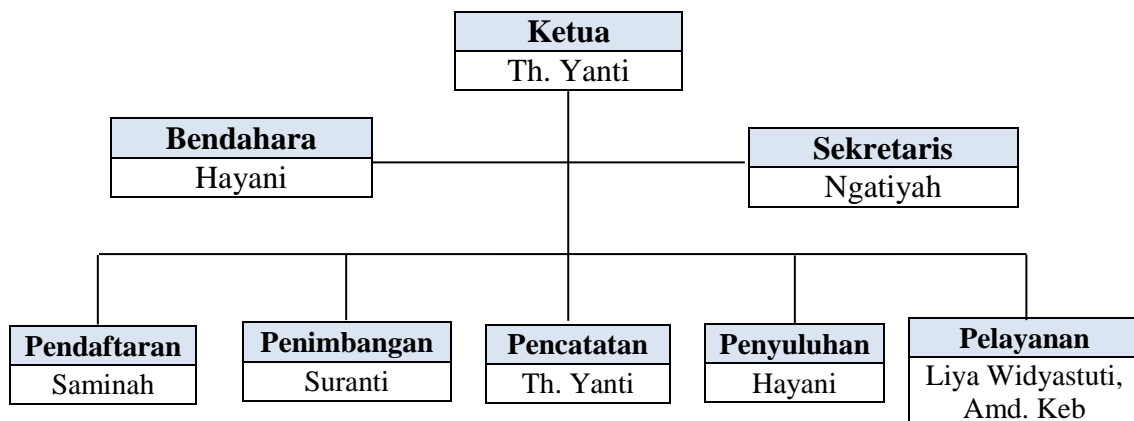 Ketua
Th. Yanti
Bendahara
Hayani
Sekretaris
Ngatiyah
Pendaftaran
Saminah
Penimbangan
Suranti
Pencatatan
Th. Yanti
Penyuluhan
Hayani
Pelayanan
Liya Widyastuti,
Amd. Keb